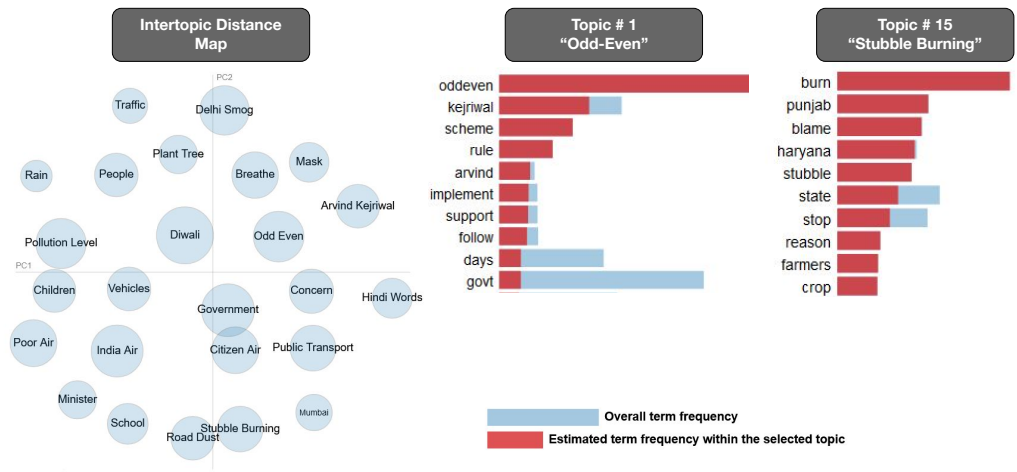 Intertopic Distance
Map
Topic # 1
“Odd-Even”
Topic # 15
“Stubble Burning”
PC2
Traffic
Delhi Smog
Plant Tree
Rain
People
Breathe
Mask
Arvind Kejriwal
Pollution Level
Diwali
Odd Even
PC1
Children
Vehicles
Concern
Hindi Words
Government
Poor Air
India Air
Citizen Air
Public Transport
Minister
School
Mumbai
Road Dust
Stubble Burning
oddeven
kejriwal
scheme
rule
arvind
implement
support
follow
days
govt
burn
punjab
blame
haryana
stubble
state
stop
reason
farmers
crop
Overall term frequency
Estimated term frequency within the selected topic